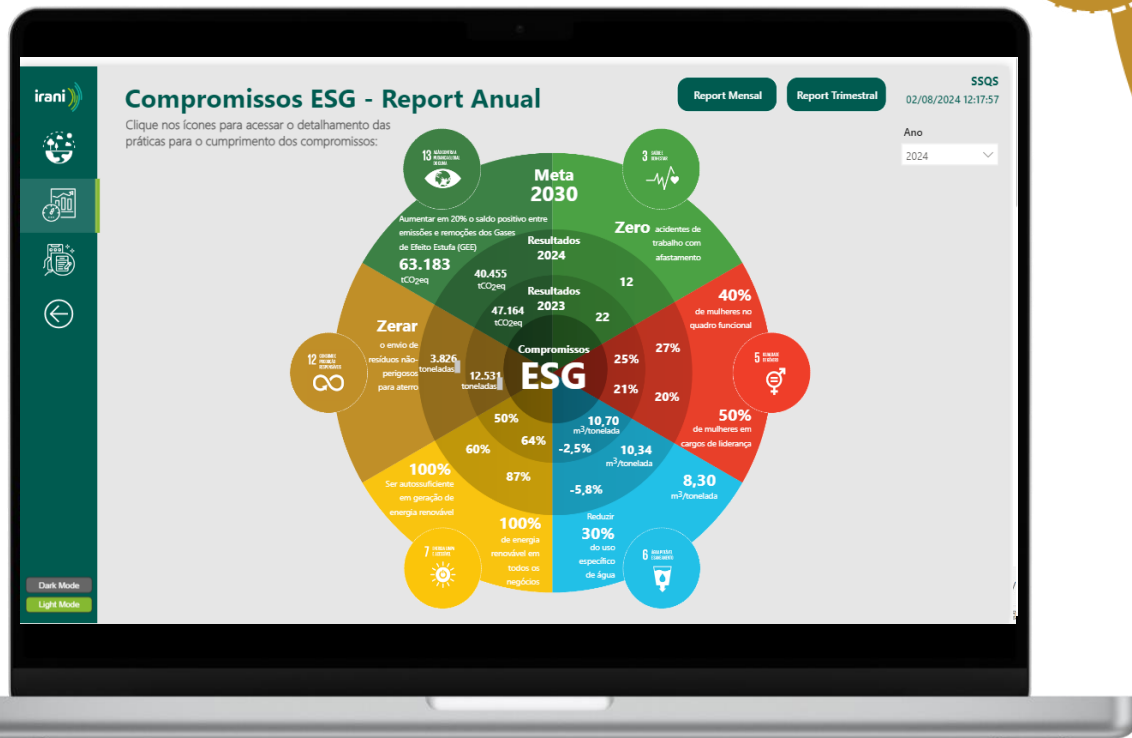 irani
Compromissos ESG - Report Anual
Clique nos ícones para acessar o detalhamento das
práticas para o cumprimento dos compromissos:
Report Mensal
Report Trimestral
SSQS
02/08/2024 12:17:57
Ano
2024
13
3
Meta
2030
Aumentar em 20% o saldo positivo entre
emissões e remoções dos Gases
de Efeito Estufa (GEE)
63.183
tCO2eq
Zero acidentes de
trabalho com
afastamento
Resultados
2024
40.455
tCO2eq
12
Resultados
2023
47.164
tCO2eq
22
40%
de mulheres no
quadro funcional
Zerar
o envio de
resíduos não-
perigosos
para aterro
3.826
toneladas
12.531
toneladas
Compromissos
ESG
25%
27%
21%
20%
12
5
50%
de mulheres em
cargos de liderança
50%
64%
60%
87%
10,70
m3/tonelada
-2,5%
10,34
m3/tonelada
-5,8%
8,30
m3/tonelada
100%
Ser autossuficiente
em geração de
energia renovável
100%
de energia
renovável em
todos os
negócios
Reduzir
30%
do uso
específico
de água
7
6
Dark Mode
Light Mode